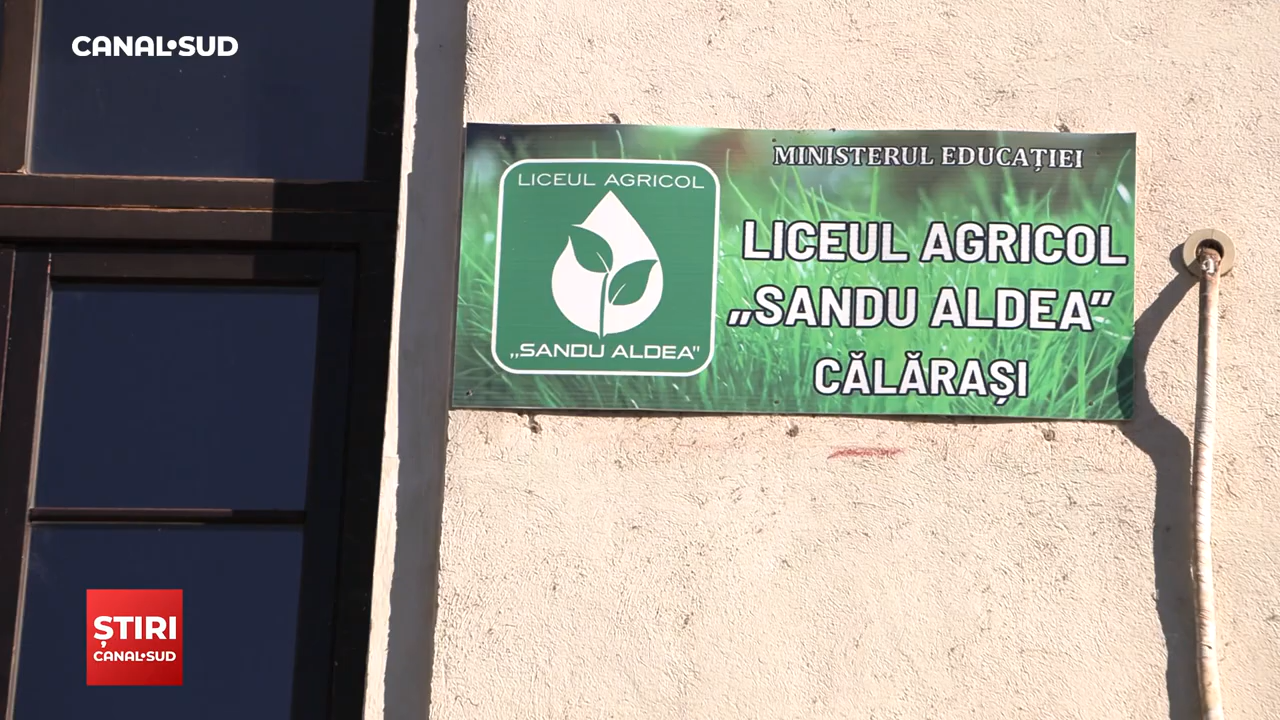 CANAL•SUD
LICEUL AGRICOL
„SANDU ALDEA”
MINISTERUL EDUCAȚIEI
LICEUL AGRICOL
„SANDU ALDEA”
CĂLĂRAȘI
ȘTIRI
CANAL•SUD